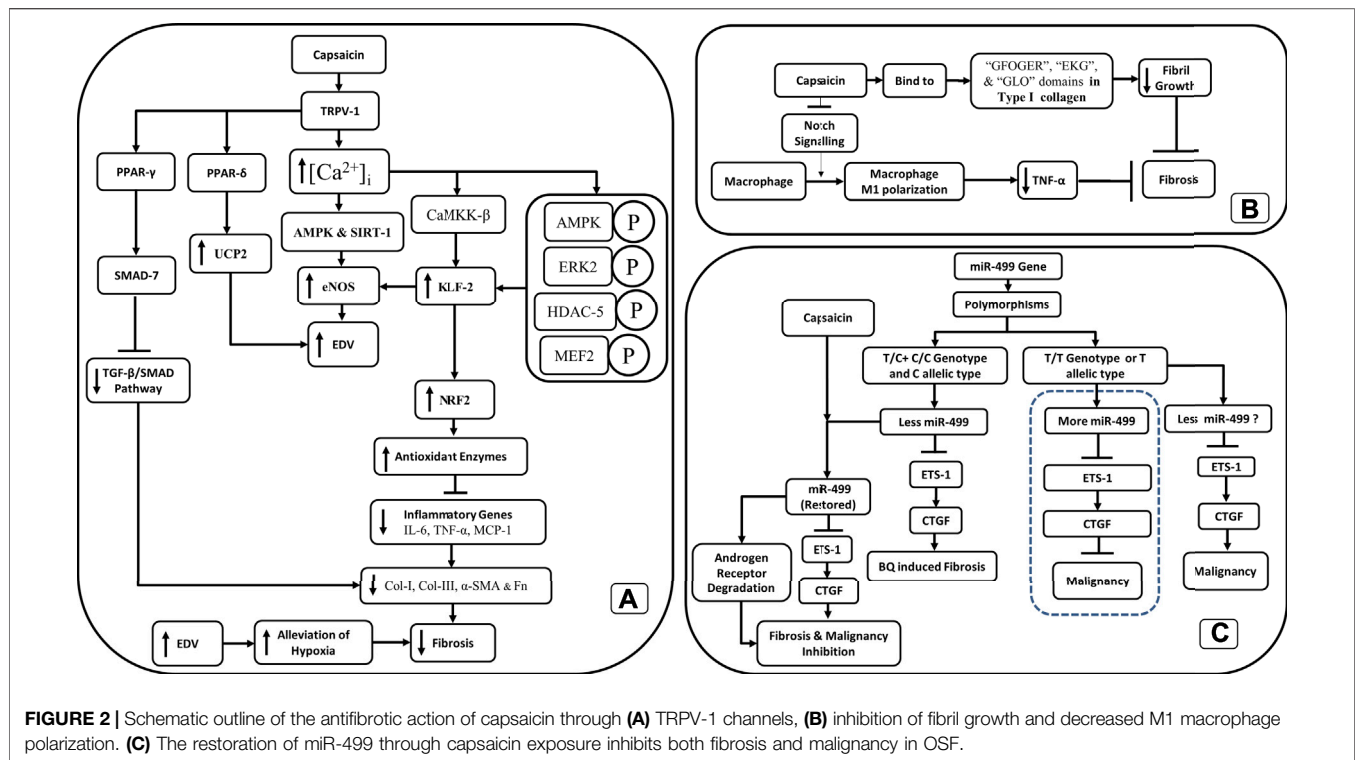 Capsaicin
TRPV-1
PPAR-γ
PPAR-δ
↑[Ca²⁺]ᵢ
CaMKK-β
AMPK & SIRT-1
↑ UCP2
SMAD-7
↑ eNOS
↑ KLF-2
AMPK P
ERK2 P
HDAC-5 P
MEF2 P
↑ EDV
↓ TGF-β/SMAD
Pathway
↑ NRF2
↑ Antioxidant Enzymes
↓ Inflammatory Genes
IL-6, TNF-α, MCP-1
↓ Col-I, Col-III, α-SMA & Fn
↑ EDV
↑ Alleviation of
Hypoxia
↓ Fibrosis
A
Capsaicin
Bind to
“GFOGER”, “EKG”,
& “GLO” domains in
Type I collagen
↓ Fibril
Growth
Notch
Signalling
Macrophage
Macrophage
M1 polarization
↓ TNF-α
Fibrosis
B
miR-499 Gene
Polymorphisms
Capsaicin
T/C+ C/C Genotype
and C allelic type
T/T Genotype or T
allelic type
Less miR-499
More miR-499
Less miR-499 ?
miR-499
(Restored)
ETS-1
CTGF
BQ induced Fibrosis
ETS-1
CTGF
Malignancy
ETS-1
CTGF
Malignancy
Androgen
Receptor
Degradation
ETS-1
CTGF
Fibrosis & Malignancy
Inhibition
C
FIGURE 2 | Schematic outline of the antifibrotic action of capsaicin through (A) TRPV-1 channels, (B) inhibition of fibril growth and decreased M1 macrophage
polarization. (C) The restoration of miR-499 through capsaicin exposure inhibits both fibrosis and malignancy in OSF.